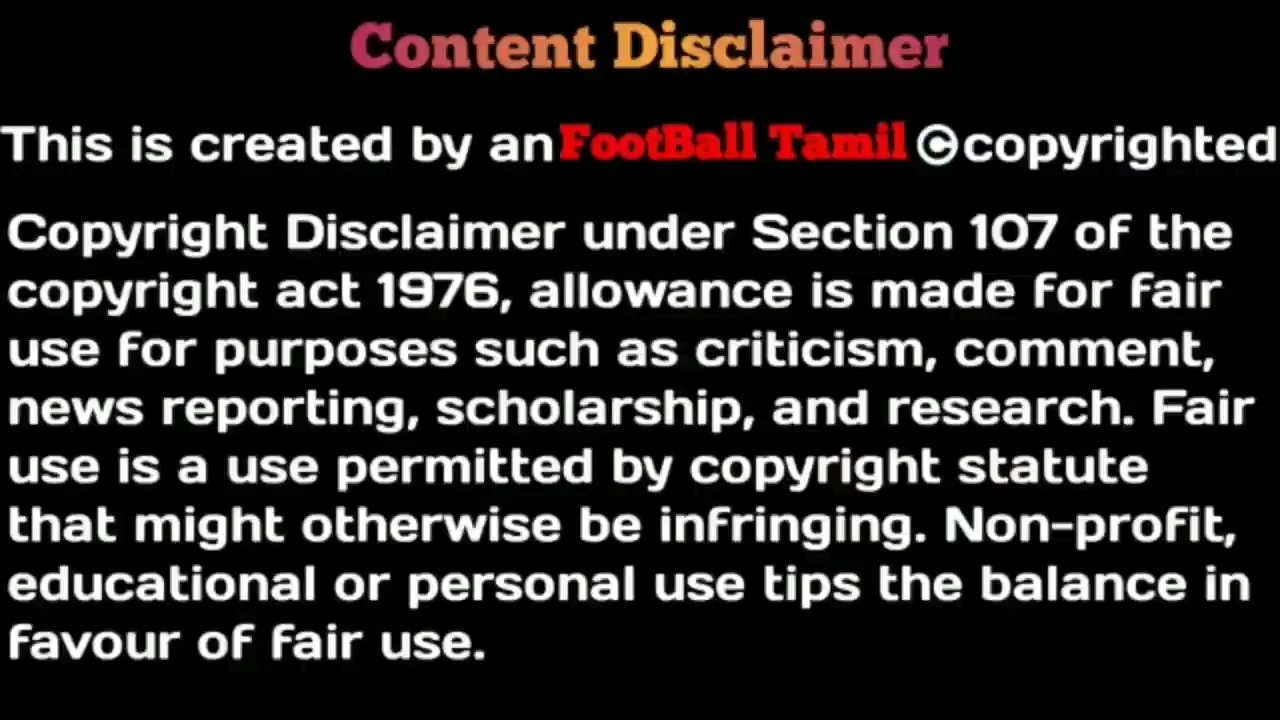 Content Disclaimer
This is created by an FootBall Tamil ©copyrighted
Copyright Disclaimer under Section 107 of the
copyright act 1976, allowance is made for fair
use for purposes such as criticism, comment,
news reporting, scholarship, and research. Fair
use is a use permitted by copyright statute
that might otherwise be infringing. Non-profit,
educational or personal use tips the balance in
favour of fair use.